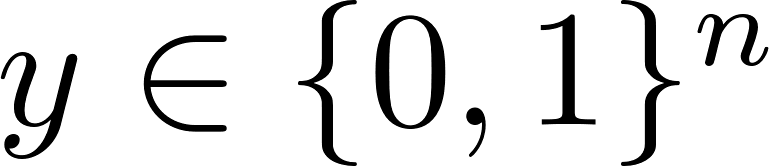 y ∈ {0, 1}ⁿ